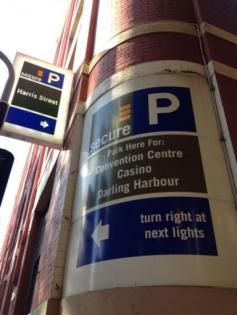 secure P
Harris Street
secure P
Park Here For:
Convention Centre
Casino
Darling Harbour
turn right at
next lights